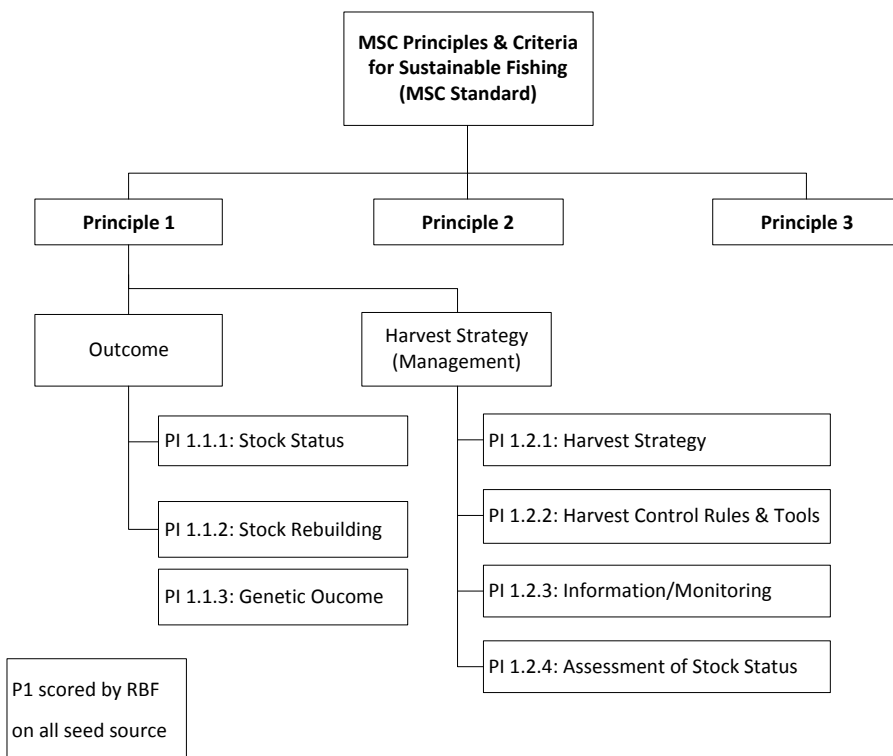 MSC Principles & Criteria
for Sustainable Fishing
(MSC Standard)
Principle 1
Principle 2
Principle 3
Outcome
Harvest Strategy
(Management)
PI 1.1.1: Stock Status
PI 1.1.2: Stock Rebuilding
PI 1.1.3: Genetic Oucome
PI 1.2.1: Harvest Strategy
PI 1.2.2: Harvest Control Rules & Tools
PI 1.2.3: Information/Monitoring
PI 1.2.4: Assessment of Stock Status
P1 scored by RBF
on all seed source